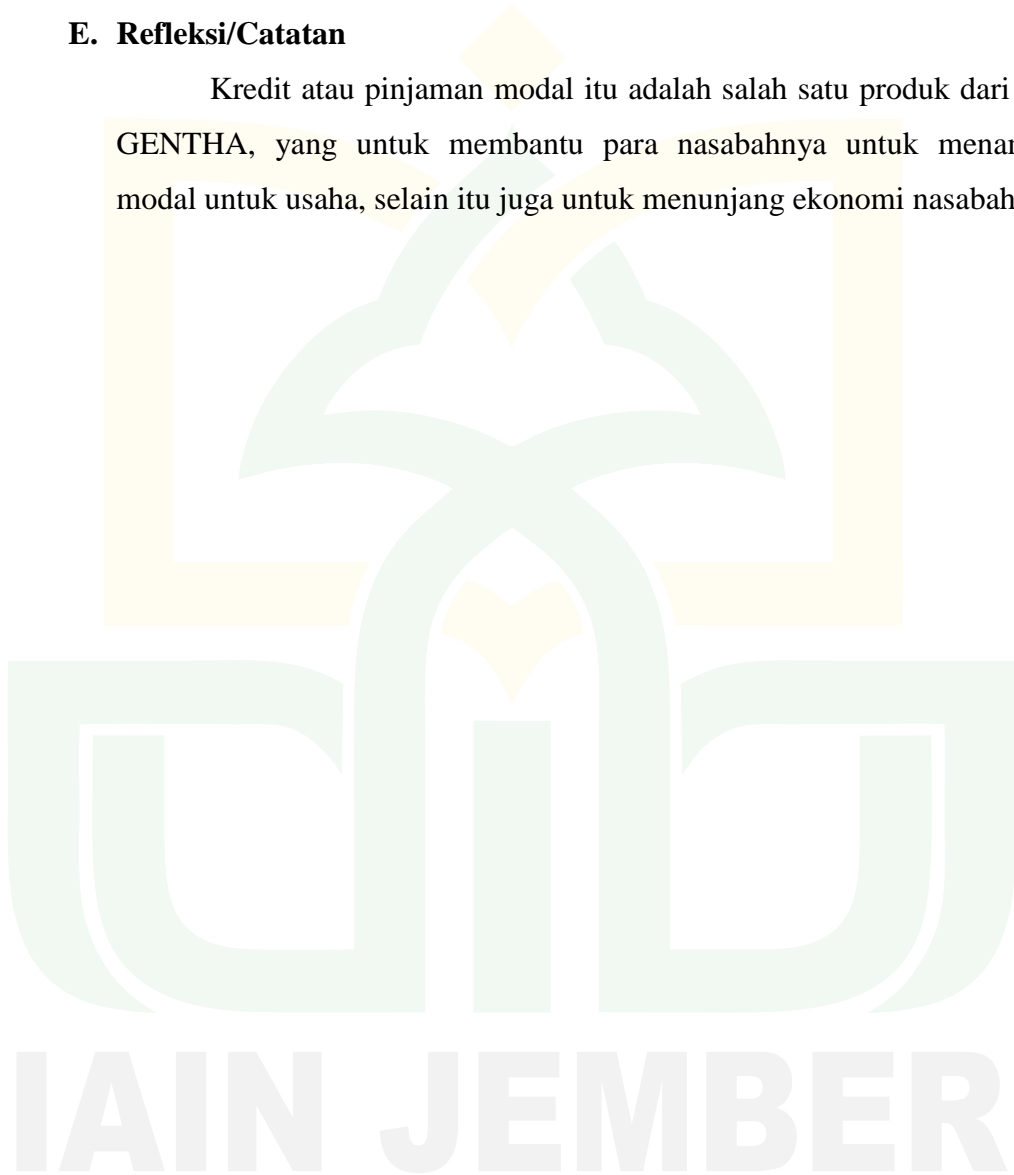 E. Refleksi/Catatan
Kredit atau pinjaman modal itu adalah salah satu produk dari
GENTHA, yang untuk membantu para nasabahnya untuk
modal untuk usaha, selain itu juga untuk menunjang ekonomi nasabah
IAIN JEMBER